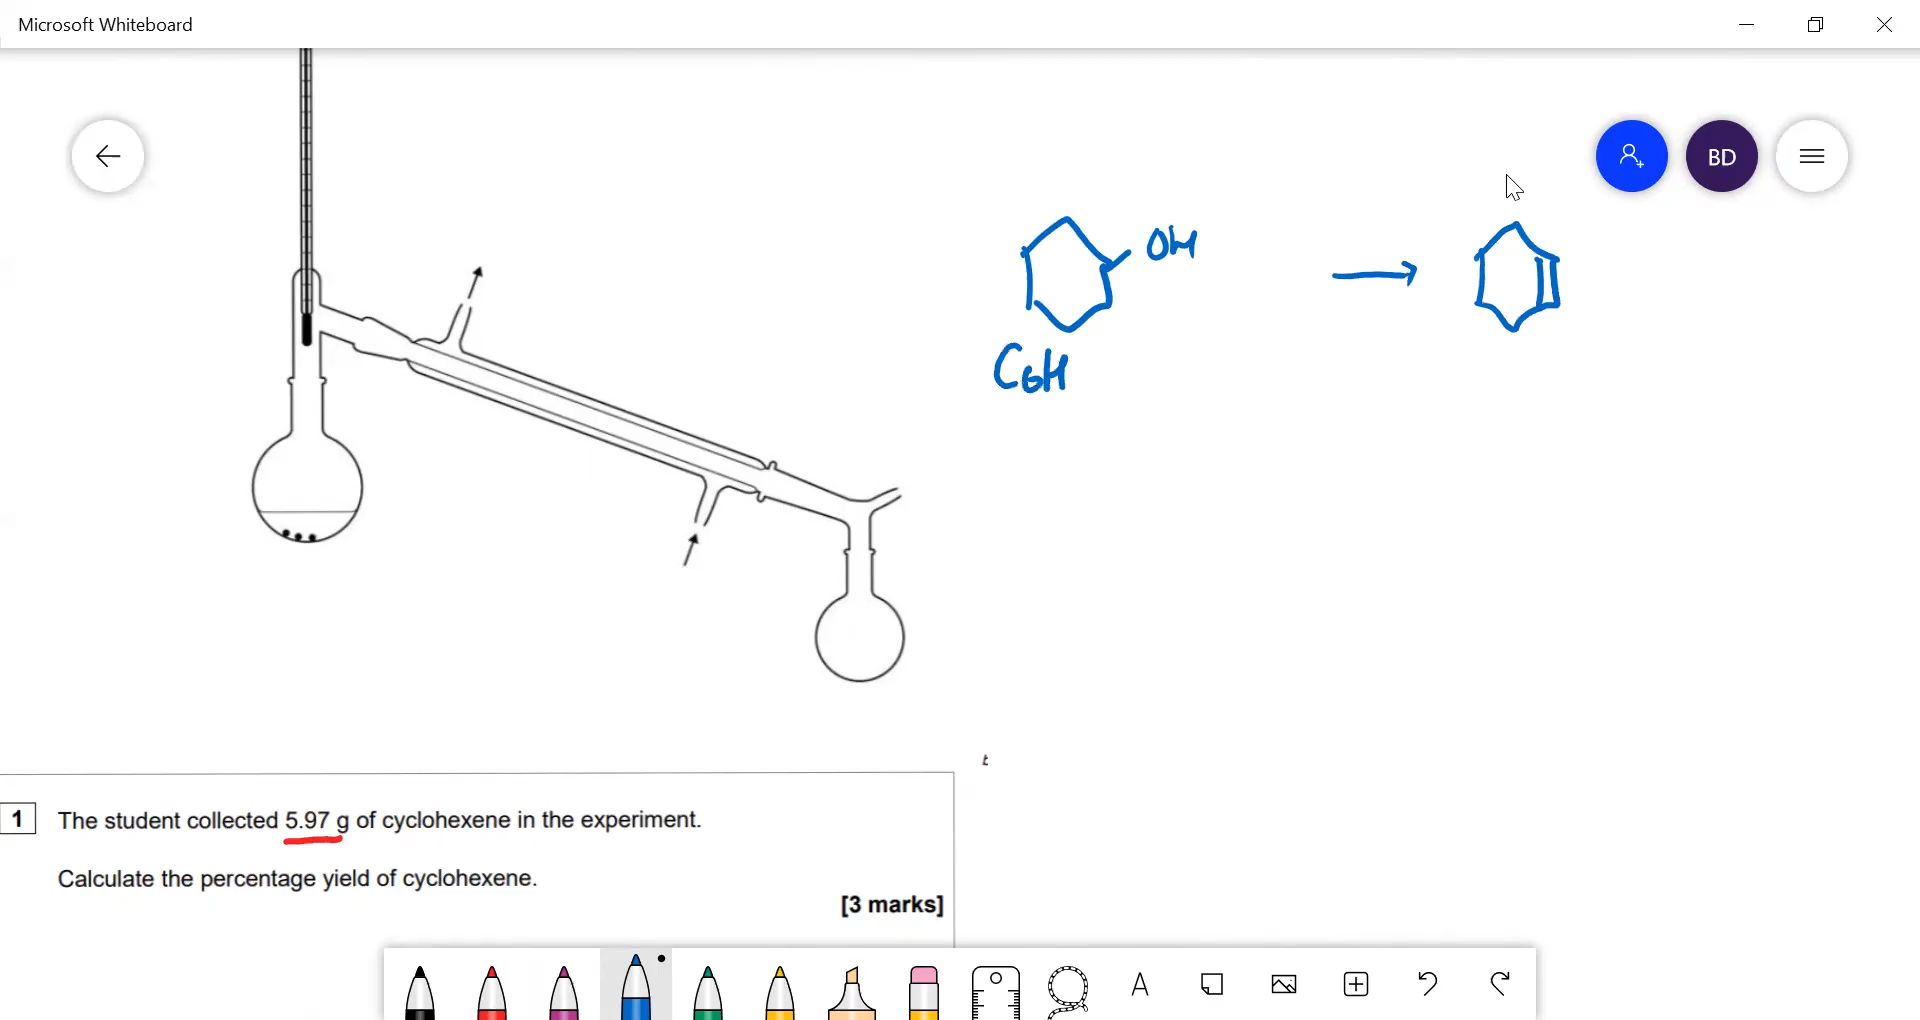 Microsoft Whiteboard
BD
OH
C6H
t
1 The student collected 5.97 g of cyclohexene in the experiment.
Calculate the percentage yield of cyclohexene.
[3 marks]
A